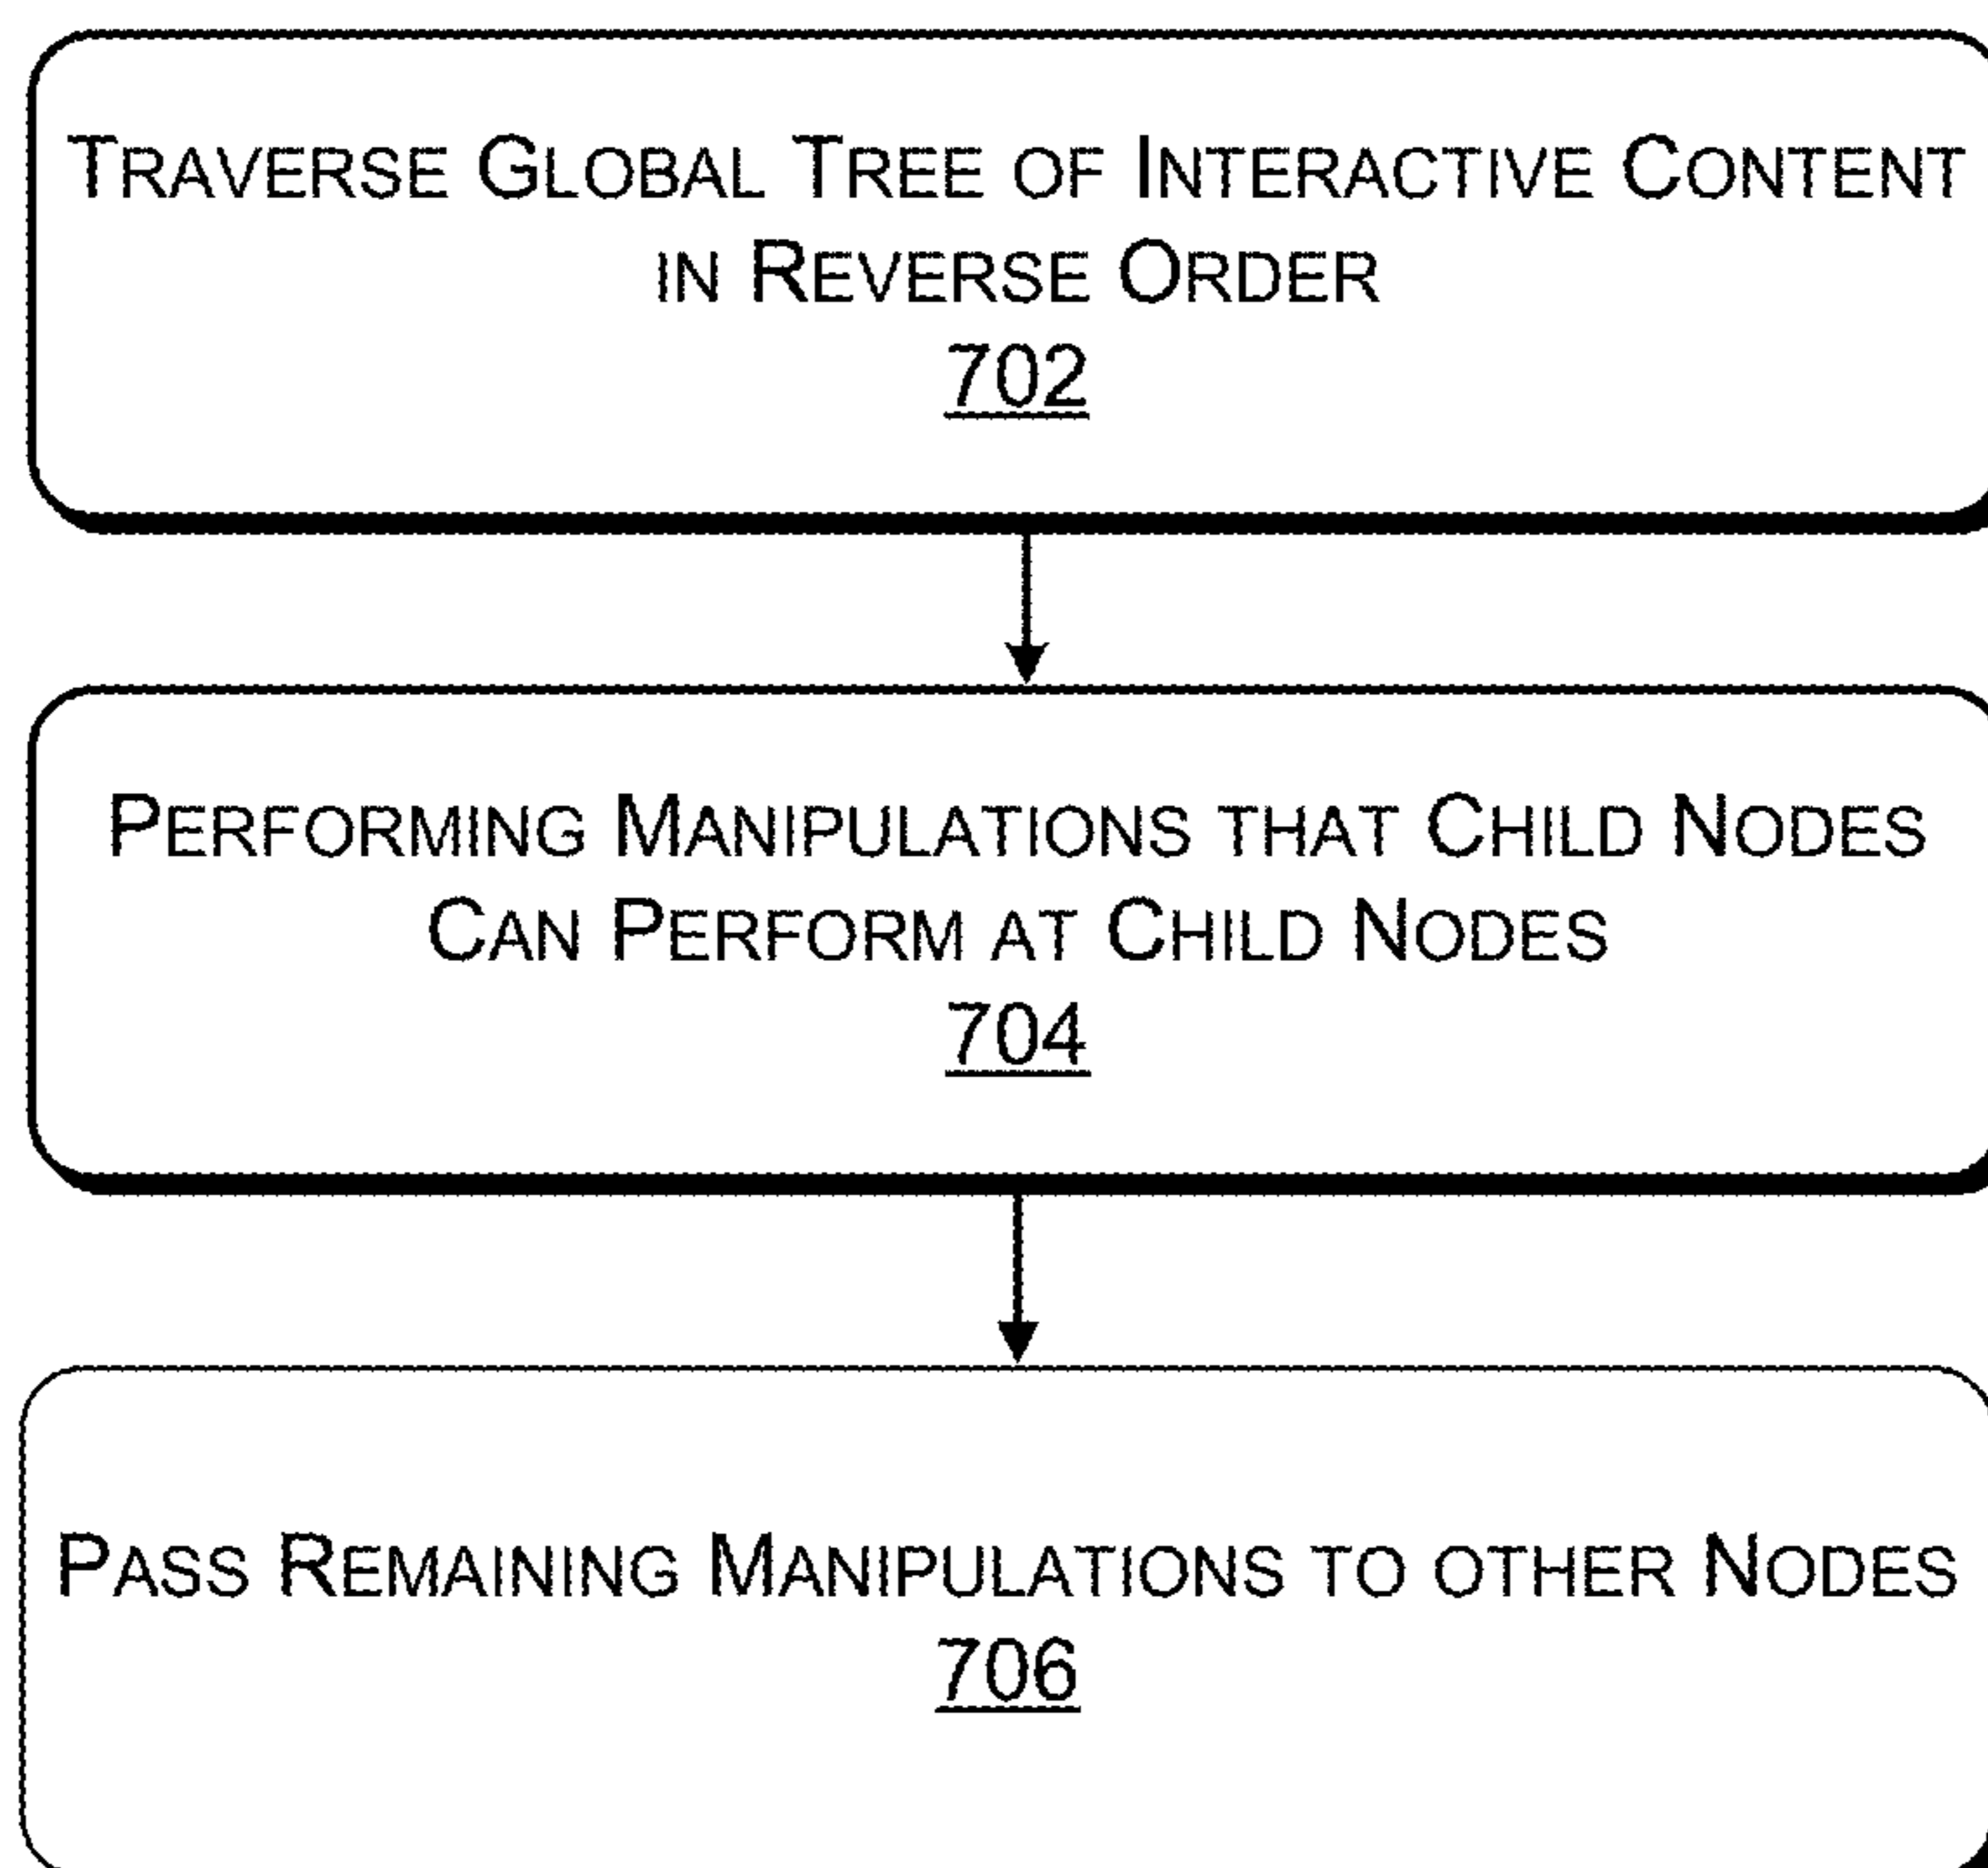 TRAVERSE GLOBAL TREE OF INTERACTIVE CONTENT
IN REVERSE ORDER
702
PERFORMING MANIPULATIONS THAT CHILD NODES
CAN PERFORM AT CHILD NODES
704
PASS REMAINING MANIPULATIONS TO OTHER NODES
706